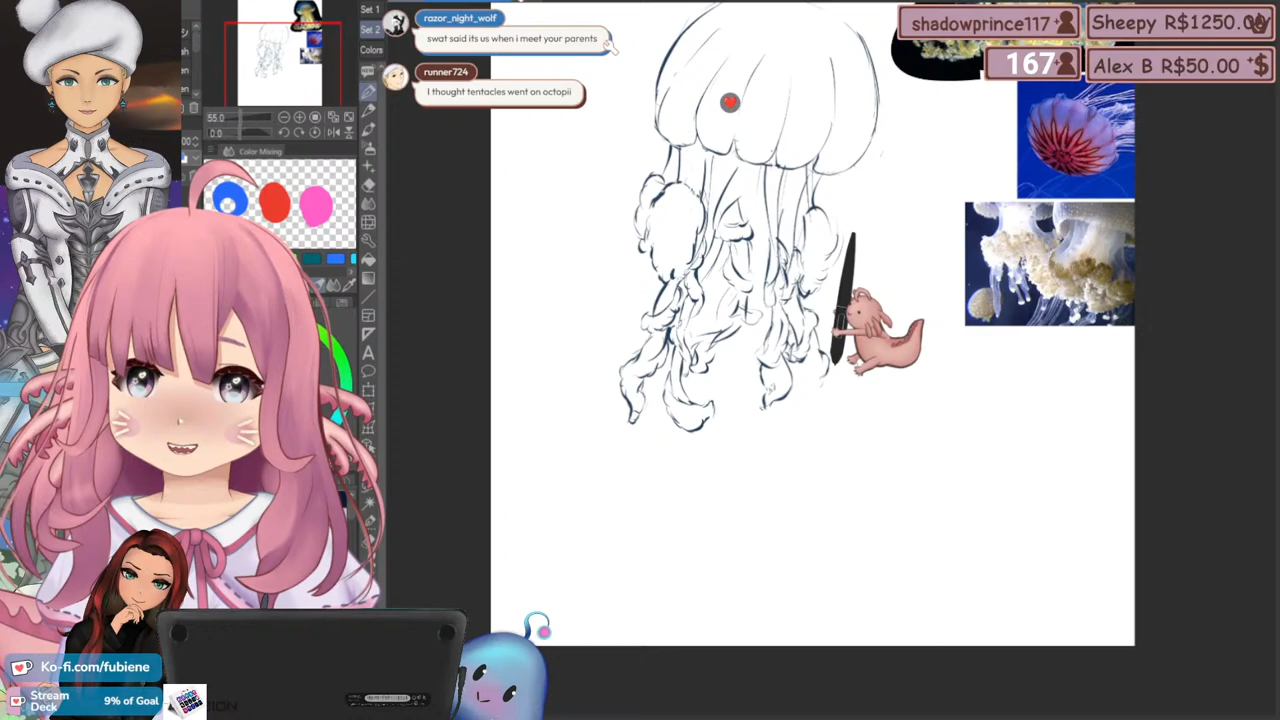 Set 1
Set 2
Colors
razor_night_wolf
swat said its us when i meet your parents
runner724
I thought tentacles went on octopii
shadowprince117
Sheepy R$1250.00
167
Alex B R$50.00
55.0
0.0
Color Mixing
Ko-fi.com/fubiene
Stream Deck
9% of Goal